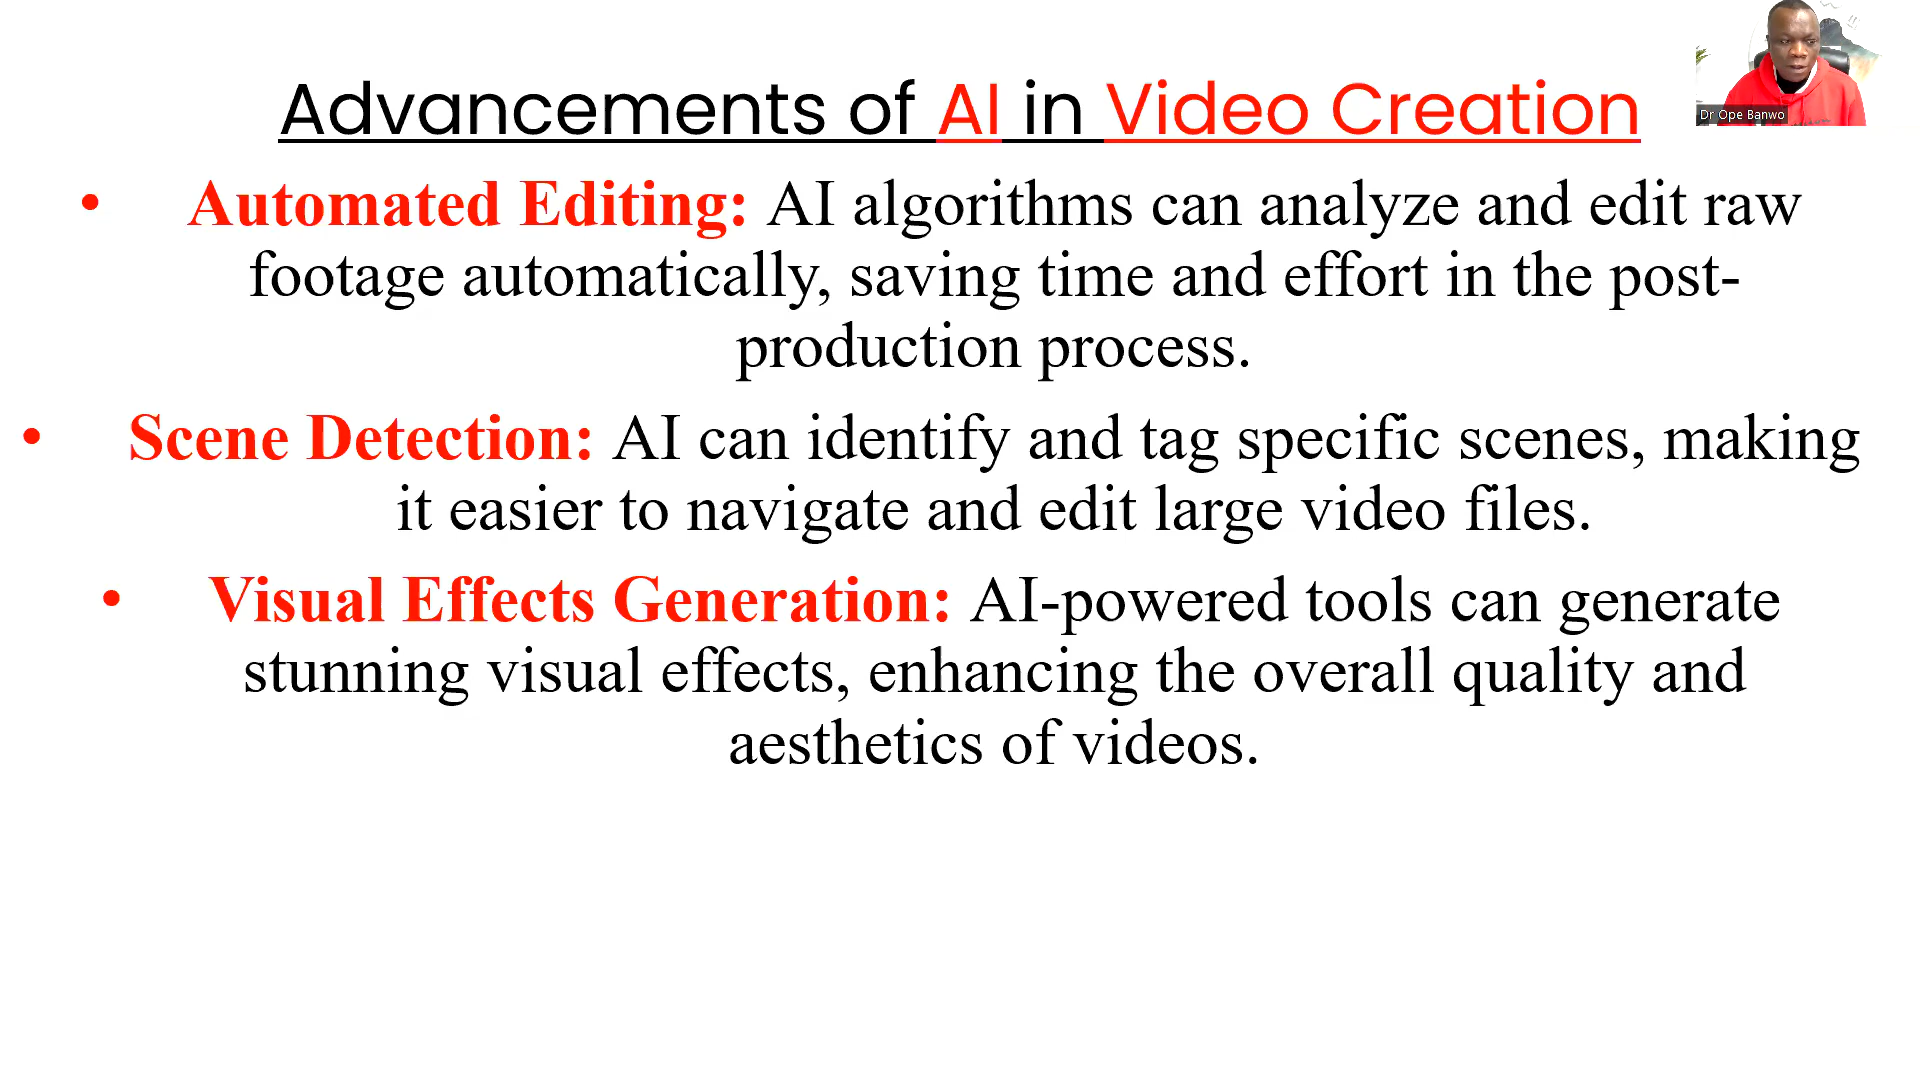 Advancements of AI in Video Creation
Dr Ope Banwo
• Automated Editing: AI algorithms can analyze and edit raw
footage automatically, saving time and effort in the post-
production process.
• Scene Detection: AI can identify and tag specific scenes, making
it easier to navigate and edit large video files.
• Visual Effects Generation: AI-powered tools can generate
stunning visual effects, enhancing the overall quality and
aesthetics of videos.